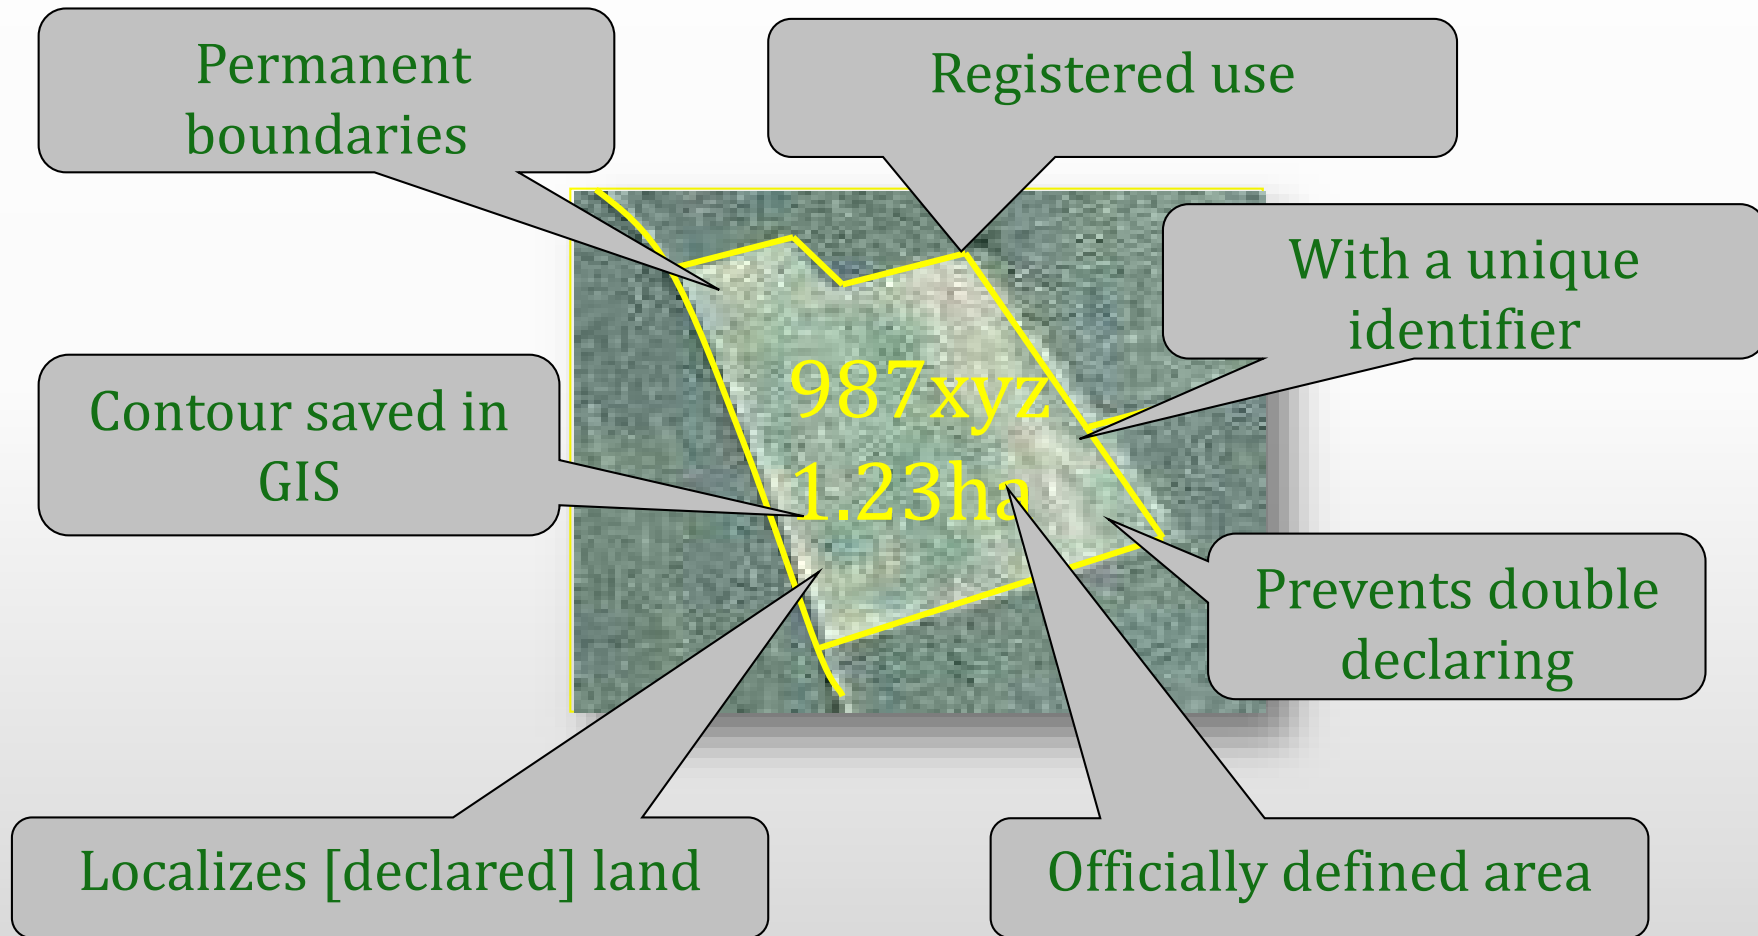 Permanent
boundaries
Registered use
With a unique
identifier
Contour saved in
GIS
987xyz
1.23ha
Prevents double
declaring
Localizes [declared] land
Officially defined area